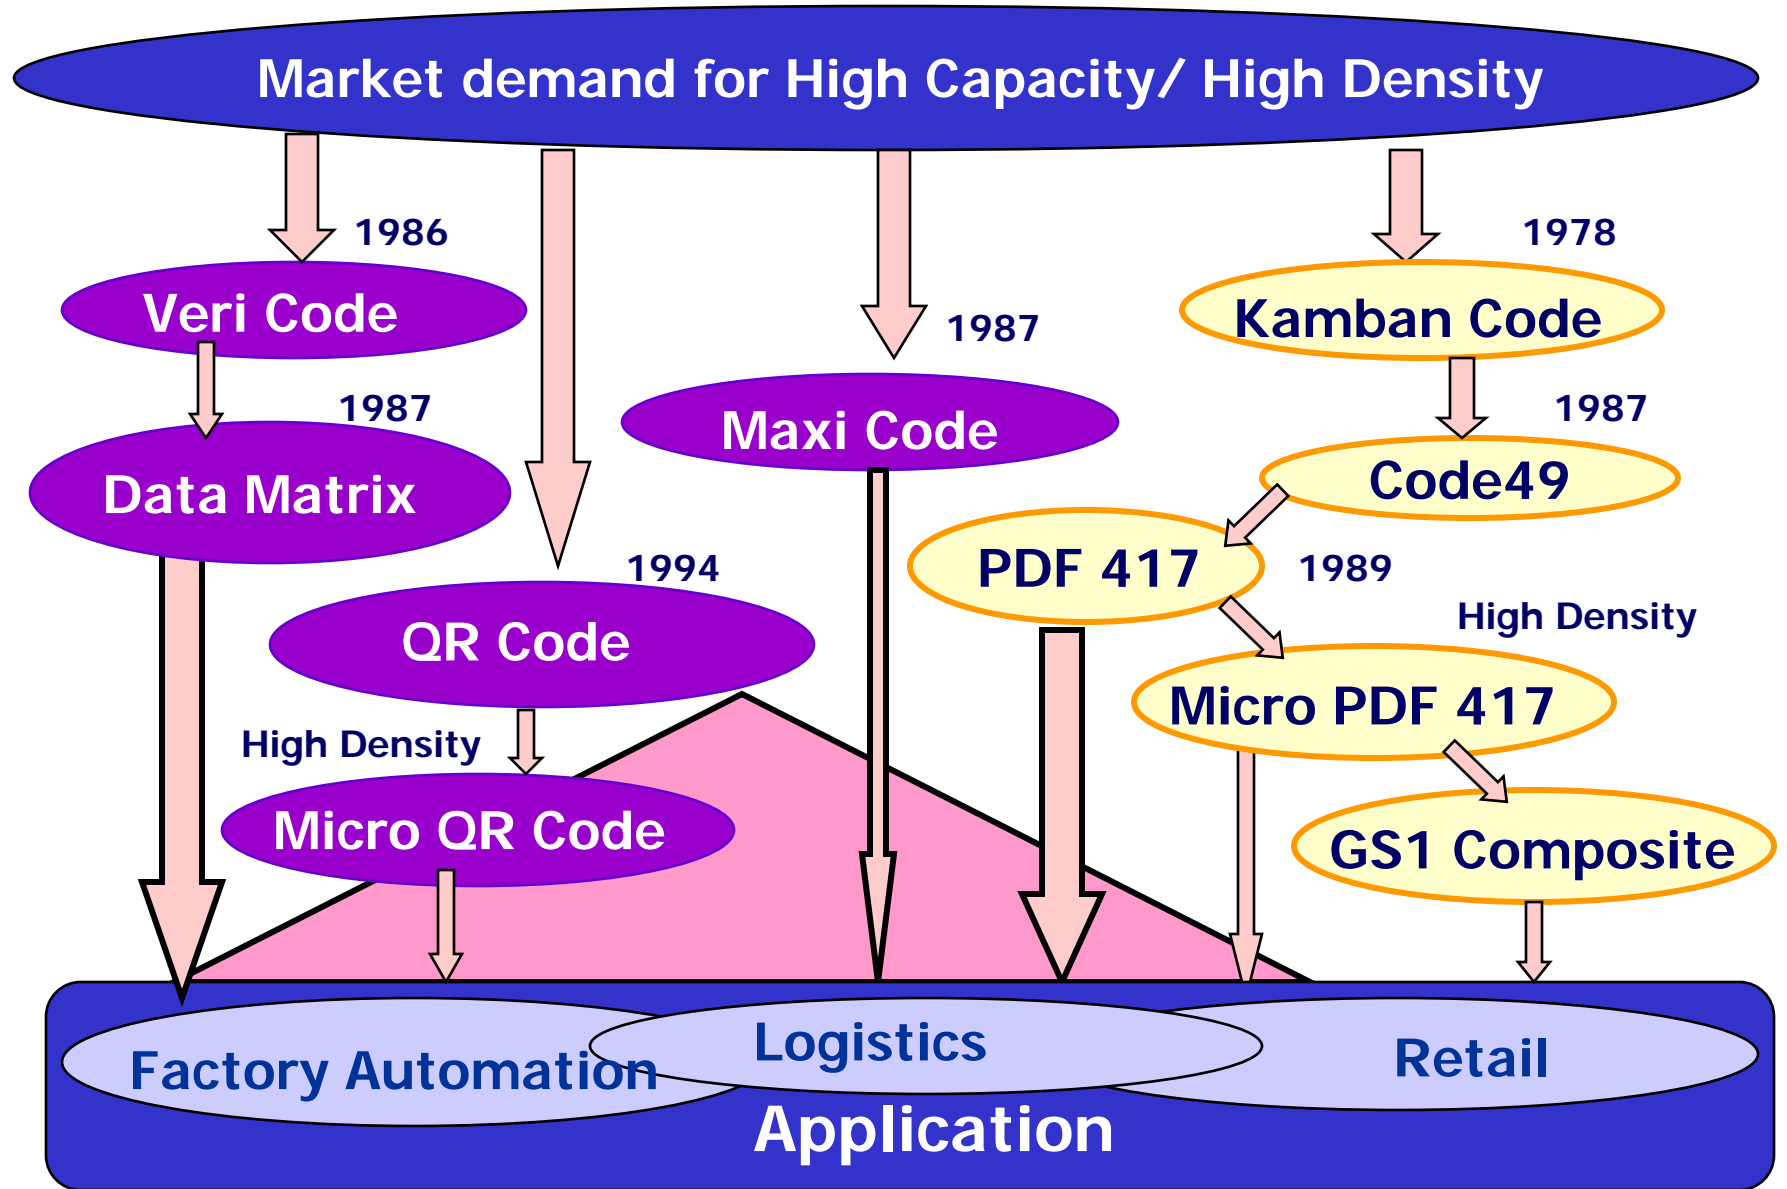 Market demand for High Capacity/ High Density
1986
1978
Veri Code
Kamban Code
1987
1987
1987
Maxi Code
Code49
Data Matrix
PDF 417
1989
1994
High Density
QR Code
Micro PDF 417
High Density
Micro QR Code
GS1 Composite
Factory Automation
Logistics
Retail
Application